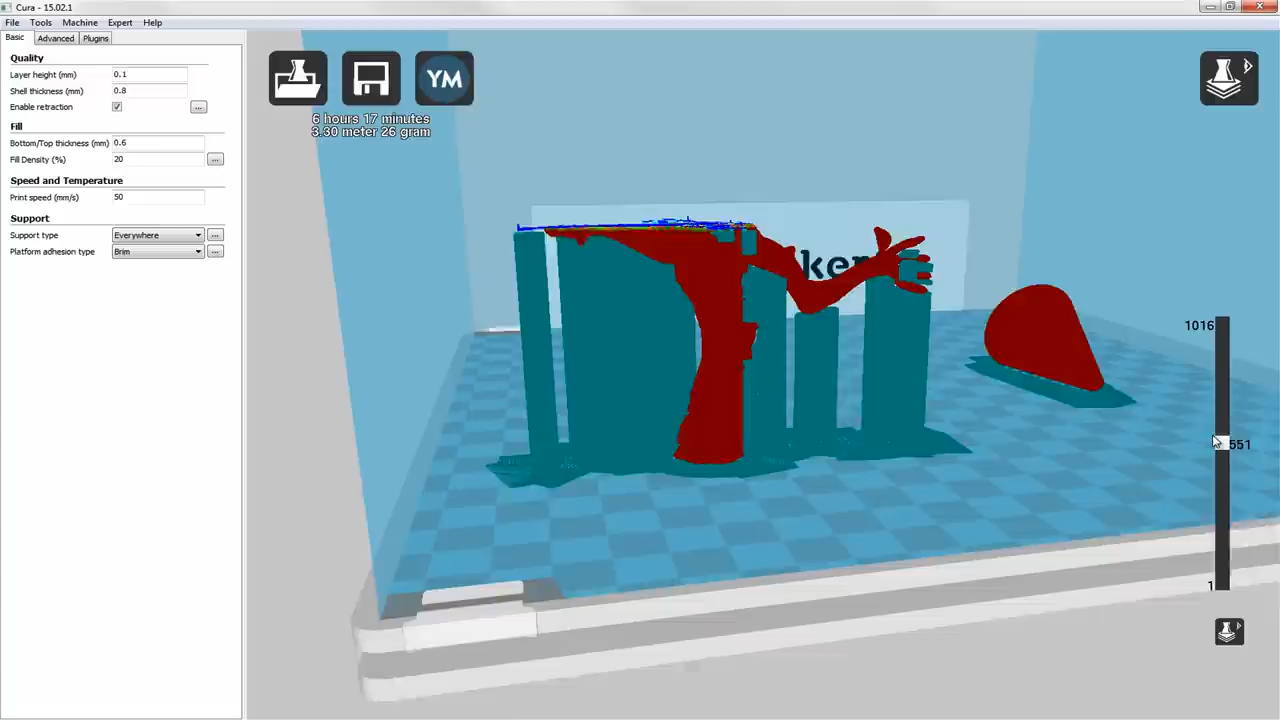 Cura - 15.02.1
File Tools Machine Expert Help
Basic Advanced Plugins
Quality
Layer height (mm) 0.1
Shell thickness (mm) 0.8
Enable retraction ...
Fill
Bottom/Top thickness (mm) 0.6
Fill Density (%) 20 ...
Speed and Temperature
Print speed (mm/s) 50
Support
Support type Everywhere ...
Platform adhesion type Brim ...
YM
6 hours 17 minutes
3.30 meter 26 gram
ker
1016
551
1